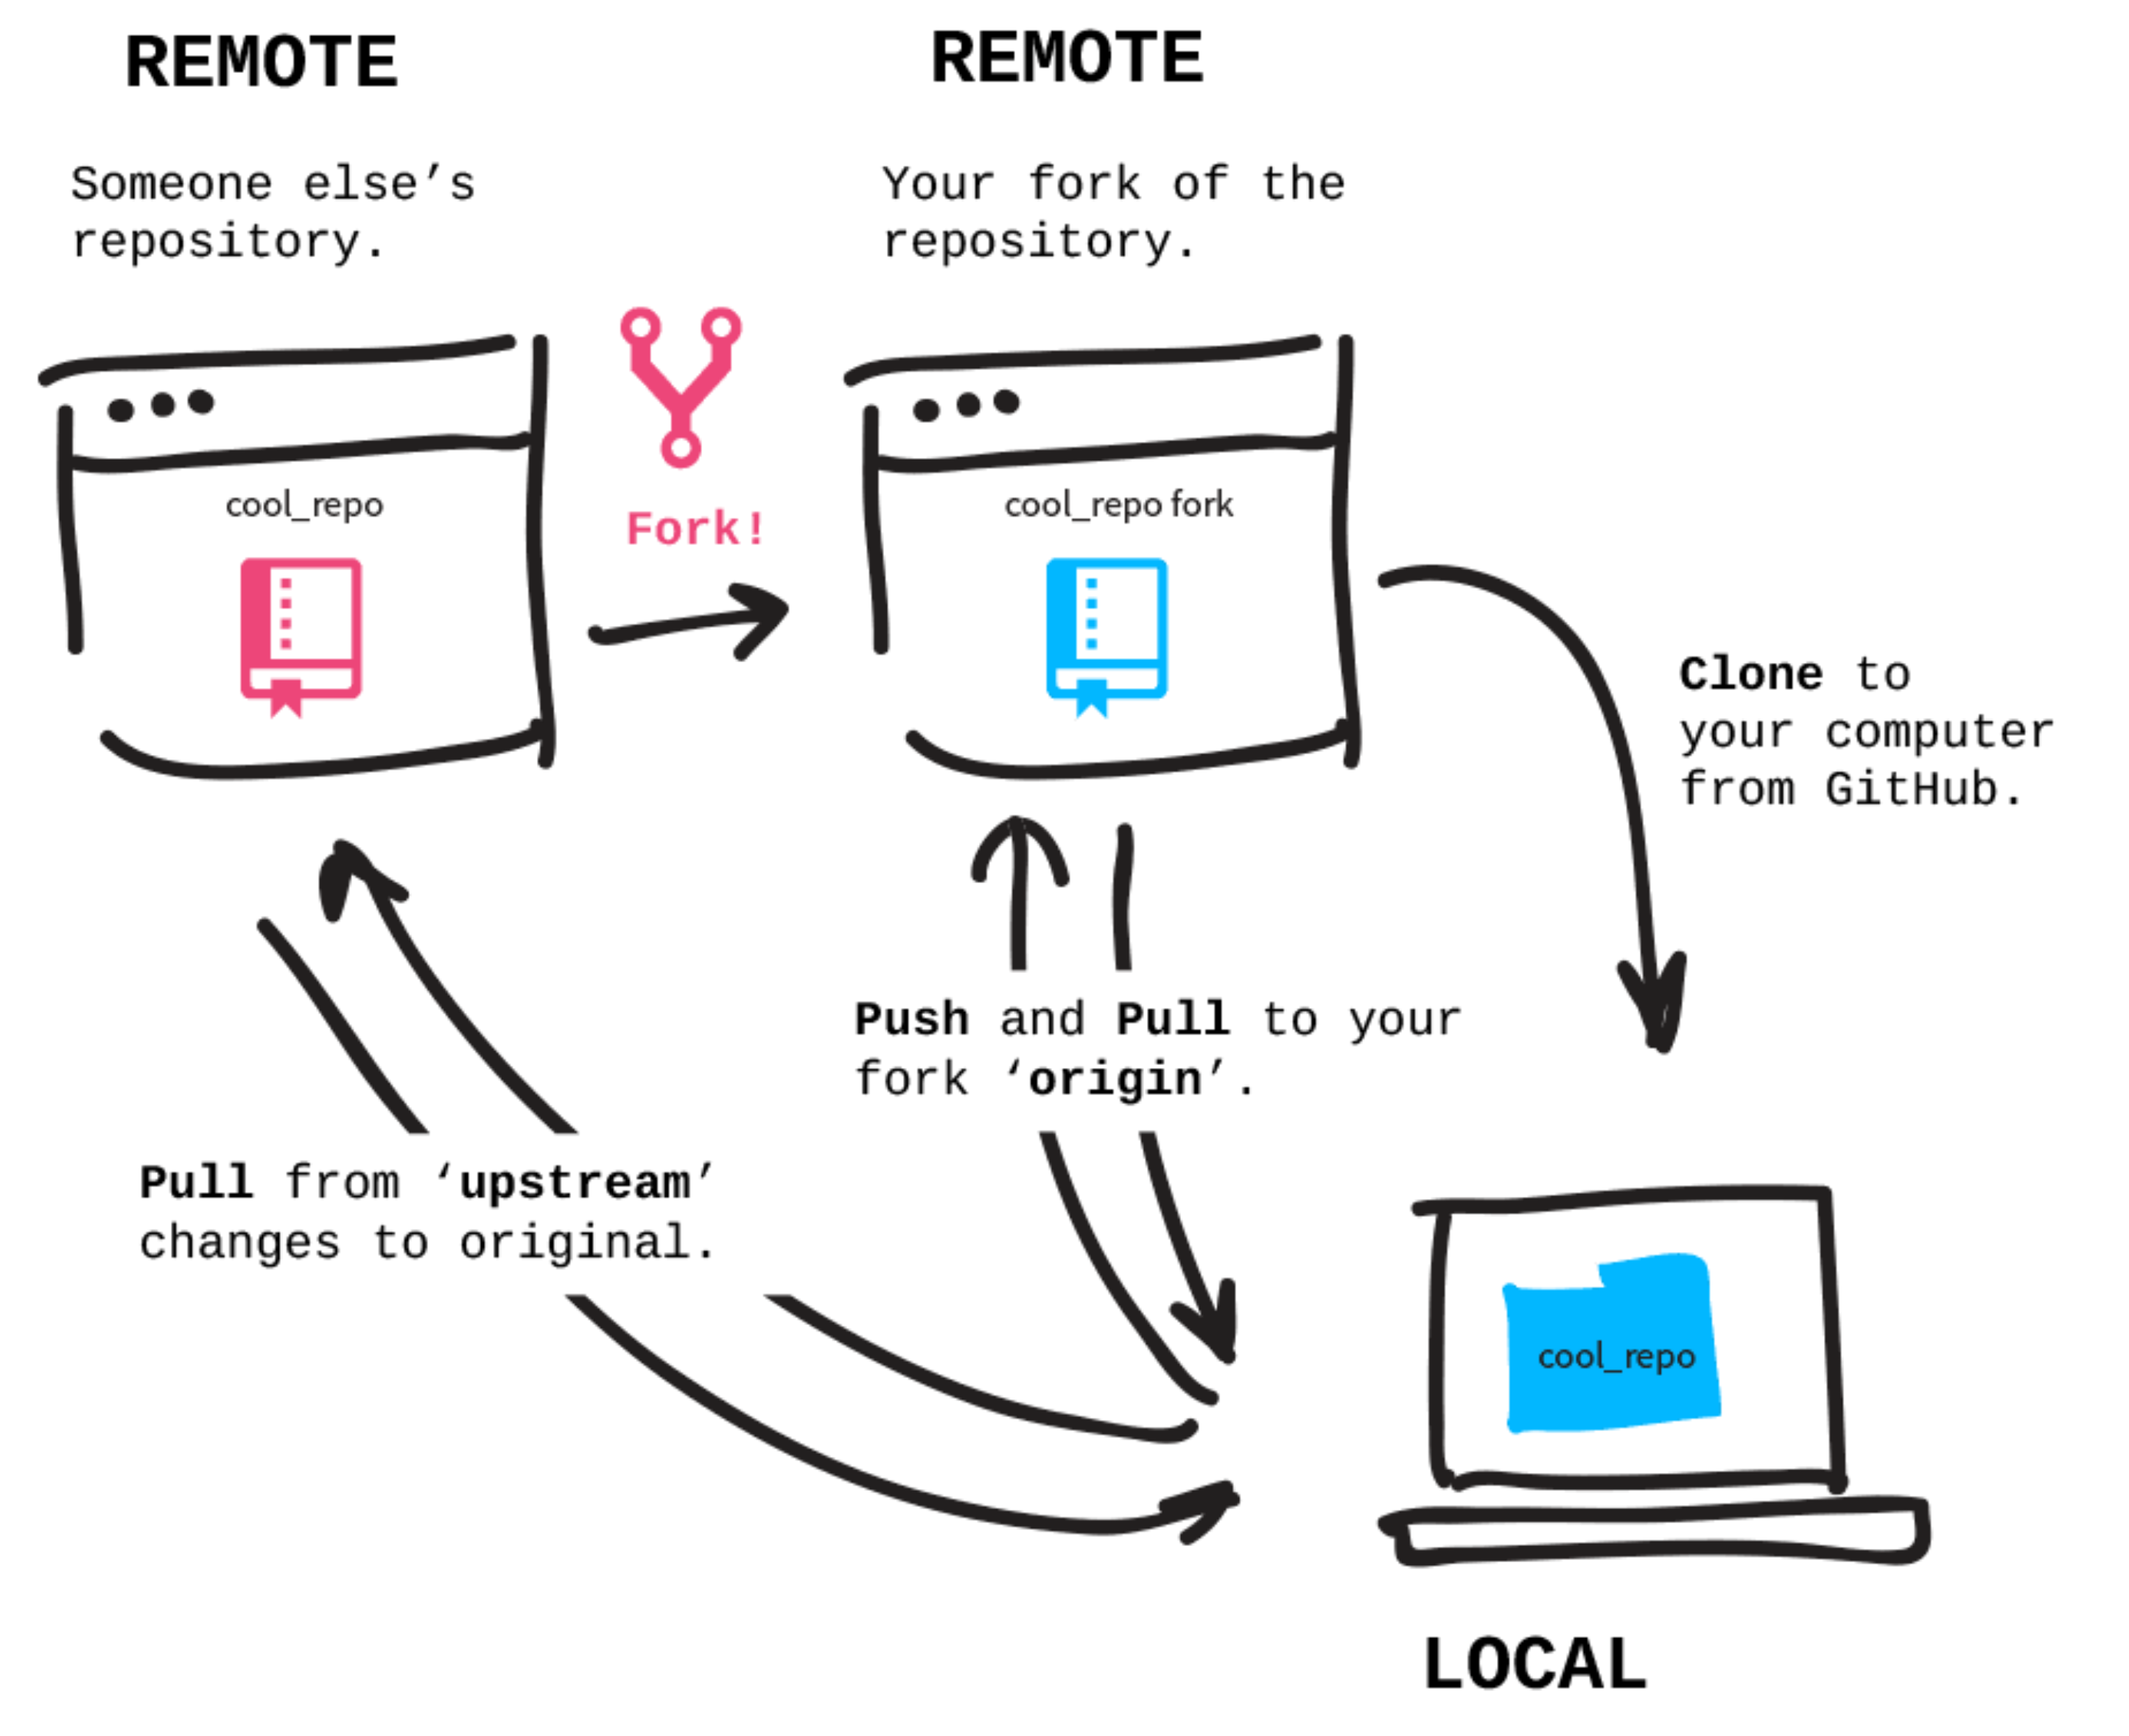 REMOTE
Someone else’s
repository.
cool_repo
Fork!
REMOTE
Your fork of the
repository.
cool_repo fork
Clone to
your computer
from GitHub.
Push and Pull to your
fork ‘origin’.
Pull from ‘upstream’
changes to original.
cool_repo
LOCAL